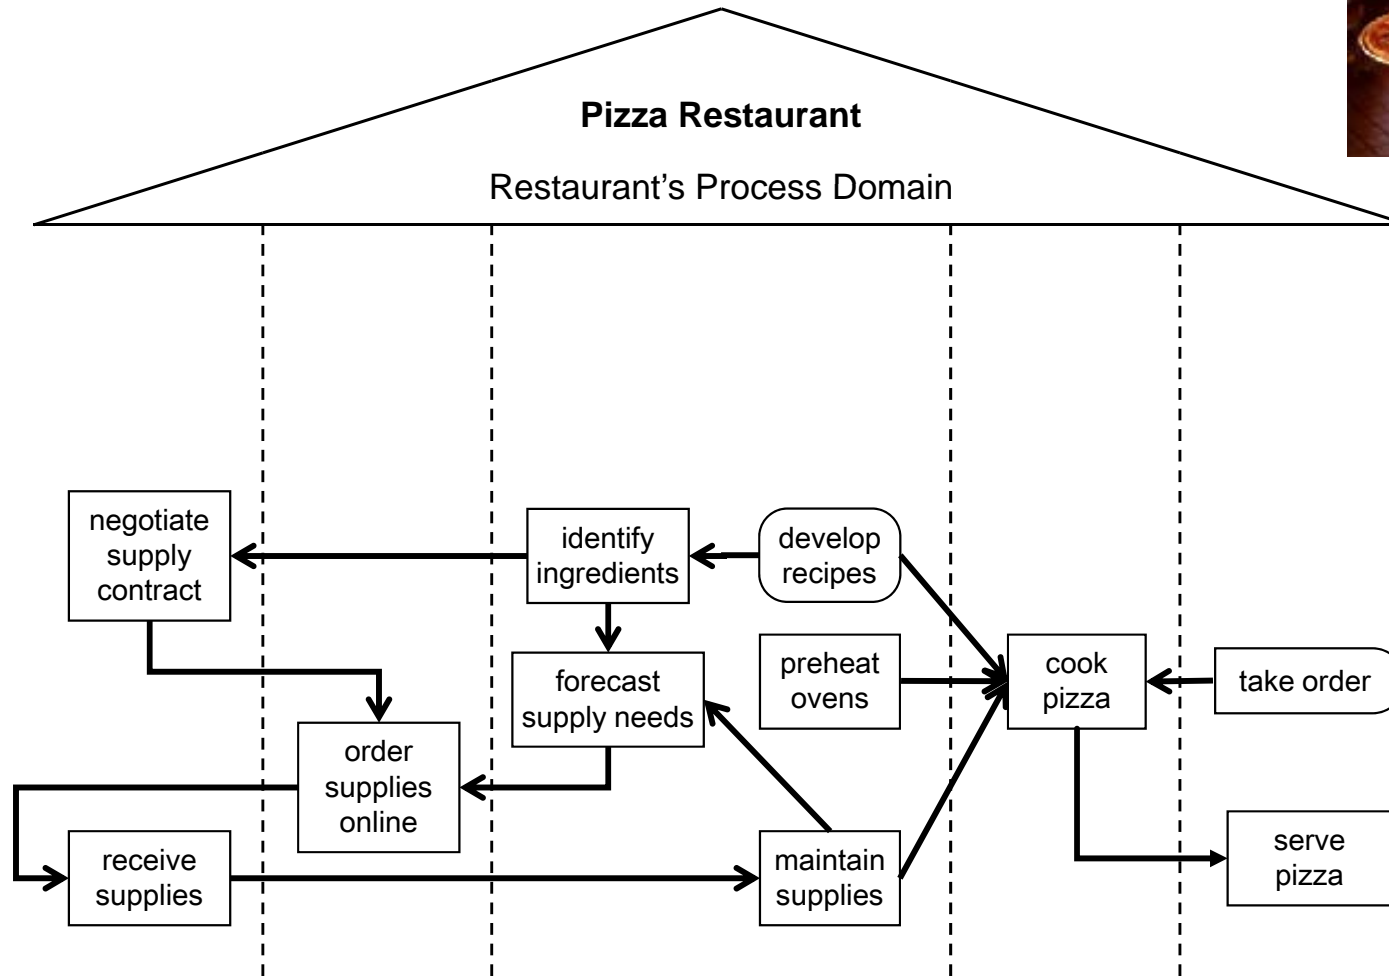 Pizza Restaurant
Restaurant's Process Domain
negotiate
supply
contract
identify
ingredients
develop
recipes
forecast
supply needs
preheat
ovens
cook
pizza
take order
order
supplies
online
receive
supplies
maintain
supplies
serve
pizza